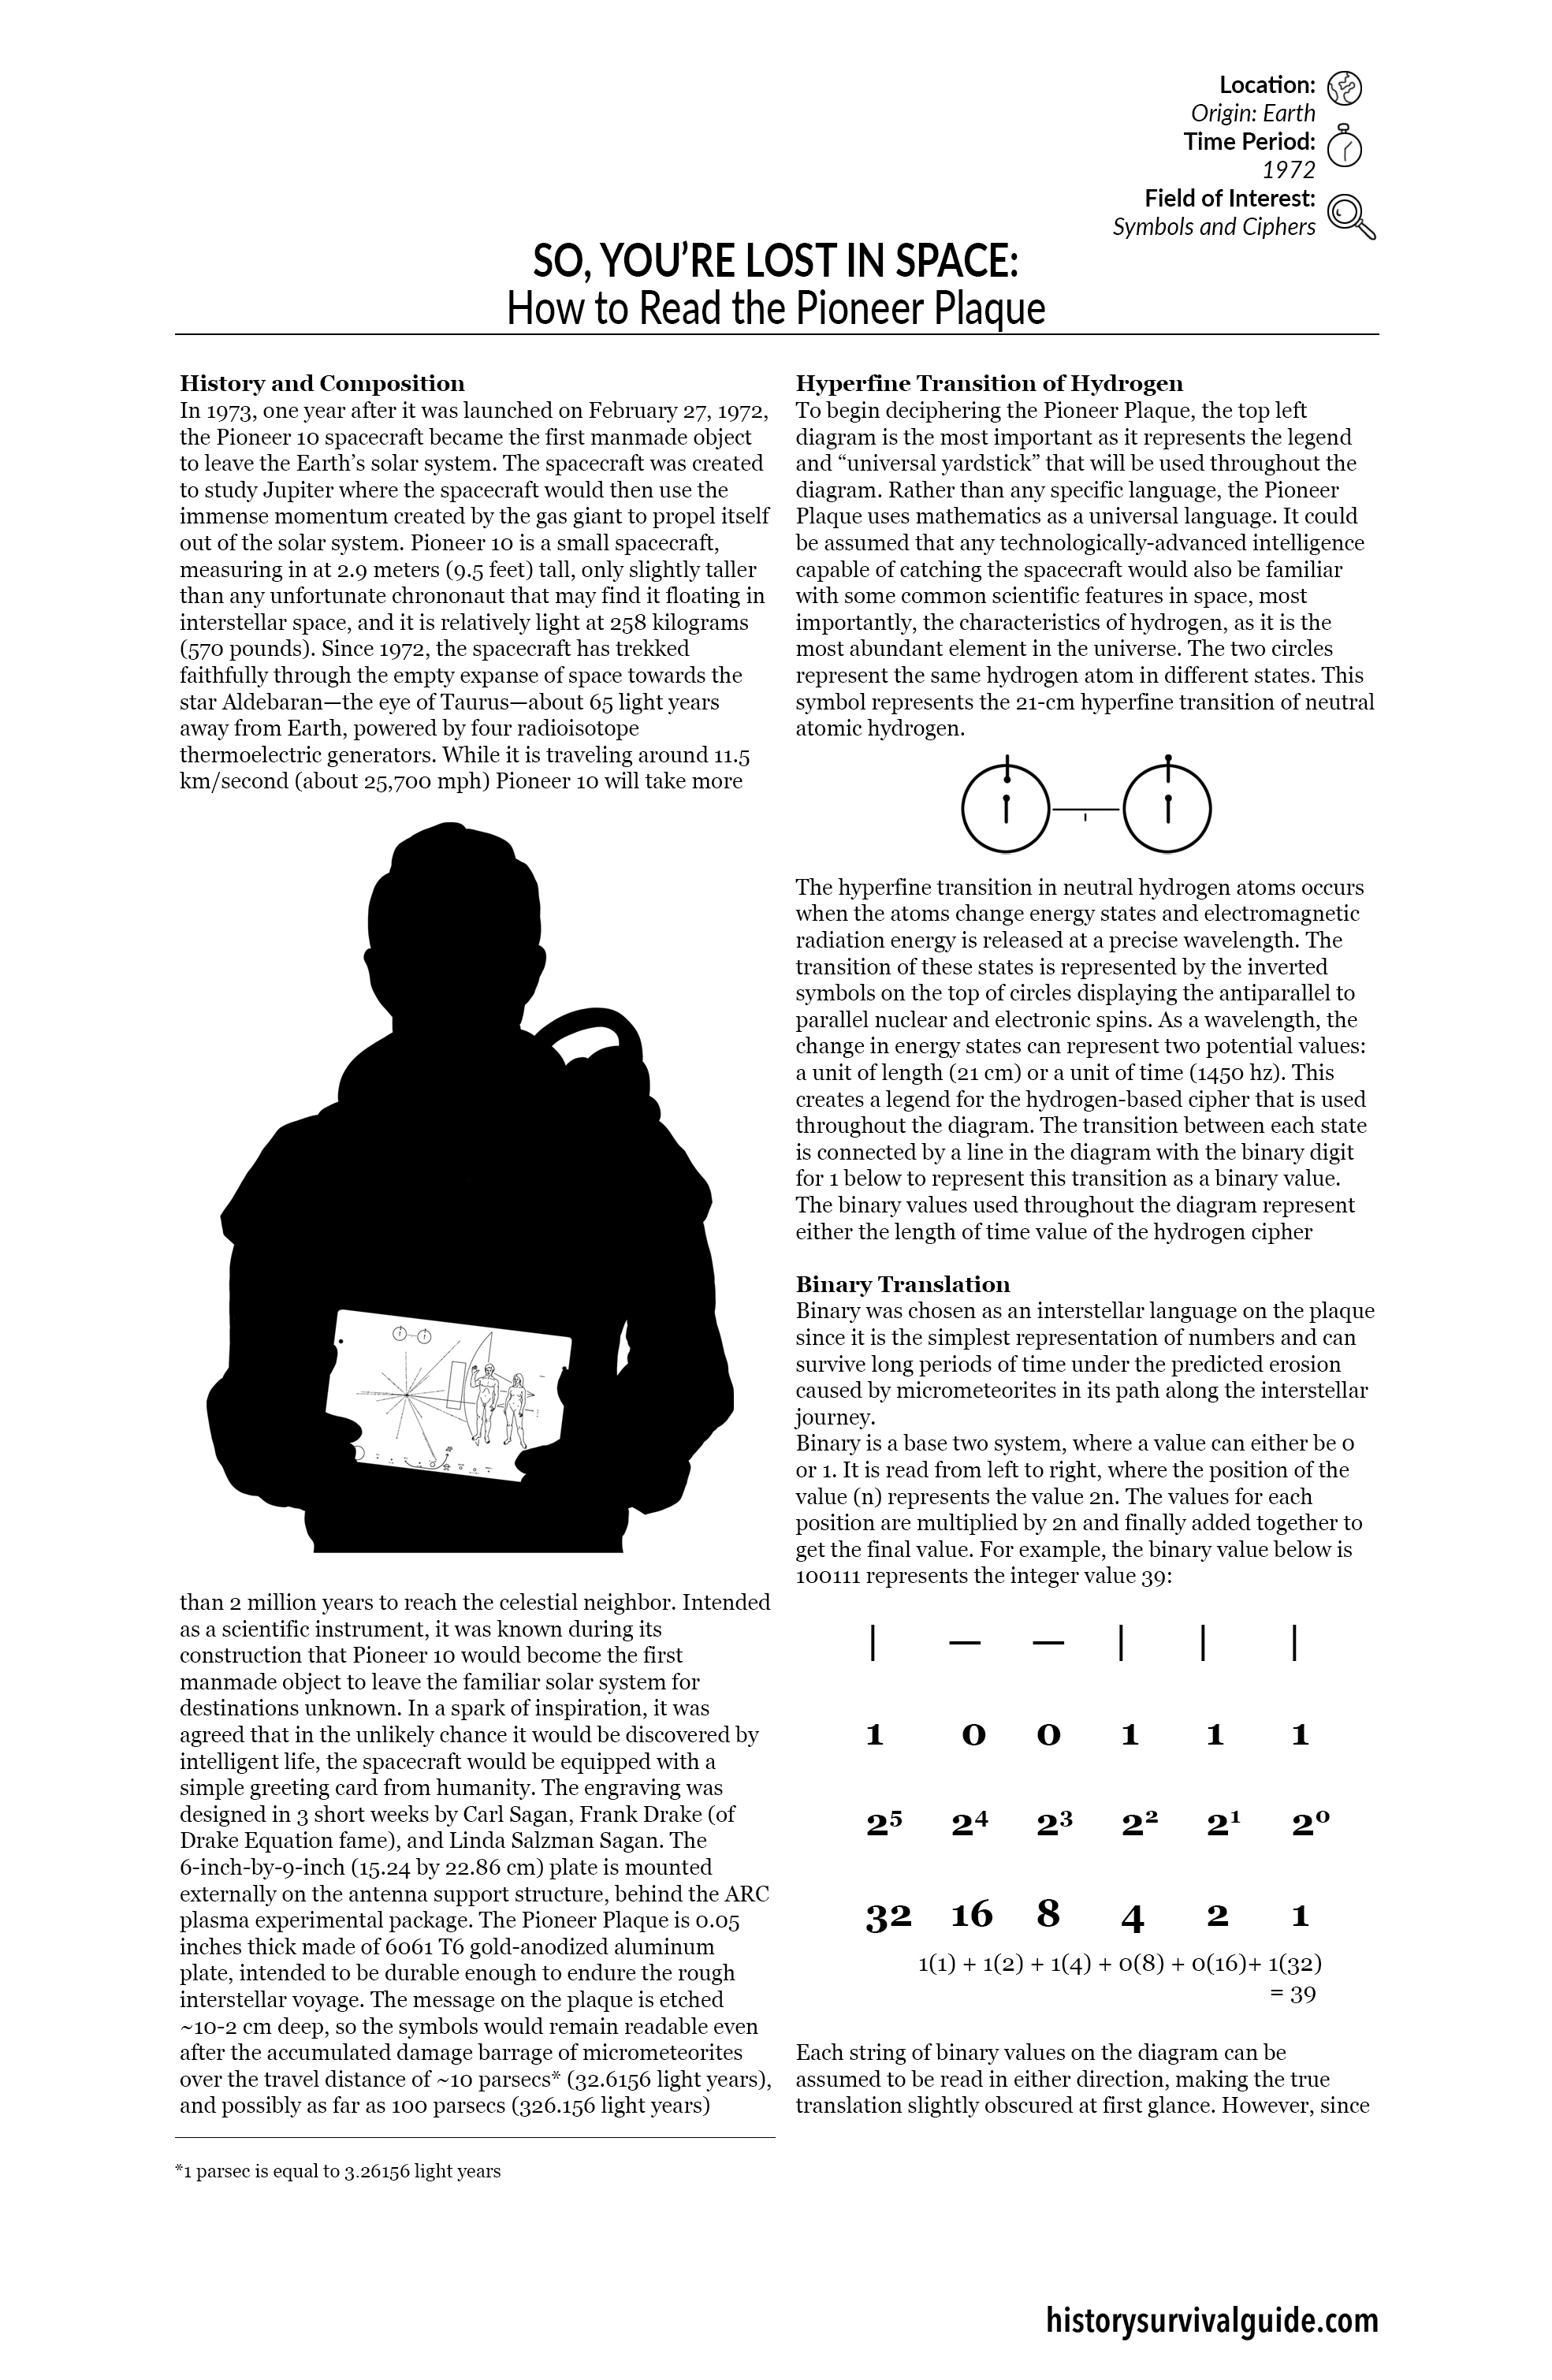 Location:
Origin: Earth
Time Period:
1972
Field of Interest:
Symbols and Ciphers
SO, YOU’RE LOST IN SPACE:
How to Read the Pioneer Plaque
History and Composition
In 1973, one year after it was launched on February 27, 1972,
the Pioneer 10 spacecraft became the first manmade object
to leave the Earth’s solar system. The spacecraft was created
to study Jupiter where the spacecraft would then use the
immense momentum created by the gas giant to propel itself
out of the solar system. Pioneer 10 is a small spacecraft,
measuring in at 2.9 meters (9.5 feet) tall, only slightly taller
than any unfortunate chrononaut that may find it floating in
interstellar space, and it is relatively light at 258 kilograms
(570 pounds). Since 1972, the spacecraft has trekked
faithfully through the empty expanse of space towards the
star Aldebaran—the eye of Taurus—about 65 light years
away from Earth, powered by four radioisotope
thermoelectric generators. While it is traveling around 11.5
km/second (about 25,700 mph) Pioneer 10 will take more
than 2 million years to reach the celestial neighbor. Intended
as a scientific instrument, it was known during its
construction that Pioneer 10 would become the first
manmade object to leave the familiar solar system for
destinations unknown. In a spark of inspiration, it was
agreed that in the unlikely chance it would be discovered by
intelligent life, the spacecraft would be equipped with a
simple greeting card from humanity. The engraving was
designed in 3 short weeks by Carl Sagan, Frank Drake (of
Drake Equation fame), and Linda Salzman Sagan. The
6-inch-by-9-inch (15.24 by 22.86 cm) plate is mounted
externally on the antenna support structure, behind the ARC
plasma experimental package. The Pioneer Plaque is 0.05
inches thick made of 6061 T6 gold-anodized aluminum
plate, intended to be durable enough to endure the rough
interstellar voyage. The message on the plaque is etched
~10-2 cm deep, so the symbols would remain readable even
after the accumulated damage barrage of micrometeorites
over the travel distance of ~10 parsecs* (32.6156 light years),
and possibly as far as 100 parsecs (326.156 light years)
*1 parsec is equal to 3.26156 light years
Hyperfine Transition of Hydrogen
To begin deciphering the Pioneer Plaque, the top left
diagram is the most important as it represents the legend
and “universal yardstick” that will be used throughout the
diagram. Rather than any specific language, the Pioneer
Plaque uses mathematics as a universal language. It could
be assumed that any technologically-advanced intelligence
capable of catching the spacecraft would also be familiar
with some common scientific features in space, most
importantly, the characteristics of hydrogen, as it is the
most abundant element in the universe. The two circles
represent the same hydrogen atom in different states. This
symbol represents the 21-cm hyperfine transition of neutral
atomic hydrogen.
The hyperfine transition in neutral hydrogen atoms occurs
when the atoms change energy states and electromagnetic
radiation energy is released at a precise wavelength. The
transition of these states is represented by the inverted
symbols on the top of circles displaying the antiparallel to
parallel nuclear and electronic spins. As a wavelength, the
change in energy states can represent two potential values:
a unit of length (21 cm) or a unit of time (1450 hz). This
creates a legend for the hydrogen-based cipher that is used
throughout the diagram. The transition between each state
is connected by a line in the diagram with the binary digit
for 1 below to represent this transition as a binary value.
The binary values used throughout the diagram represent
either the length of time value of the hydrogen cipher
Binary Translation
Binary was chosen as an interstellar language on the plaque
since it is the simplest representation of numbers and can
survive long periods of time under the predicted erosion
caused by micrometeorites in its path along the interstellar
journey.
Binary is a base two system, where a value can either be 0
or 1. It is read from left to right, where the position of the
value (n) represents the value 2n. The values for each
position are multiplied by 2n and finally added together to
get the final value. For example, the binary value below is
100111 represents the integer value 39:
| — — | | |
1 0 0 1 1 1
2⁵ 2⁴ 2³ 2² 2¹ 2⁰
32 16 8 4 2 1
1(1) + 1(2) + 1(4) + 0(8) + 0(16)+ 1(32)
= 39
Each string of binary values on the diagram can be
assumed to be read in either direction, making the true
translation slightly obscured at first glance. However, since
historysurvivalguide.com